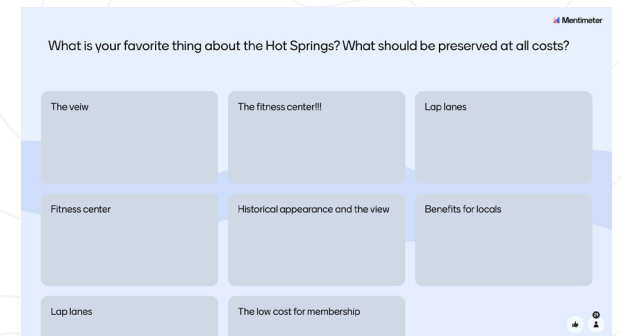 Mentimeter
What is your favorite thing about the Hot Springs? What should be preserved at all costs?
The veiw
The fitness center!!!
Lap lanes
Fitness center
Historical appearance and the view
Benefits for locals
Lap lanes
The low cost for membership